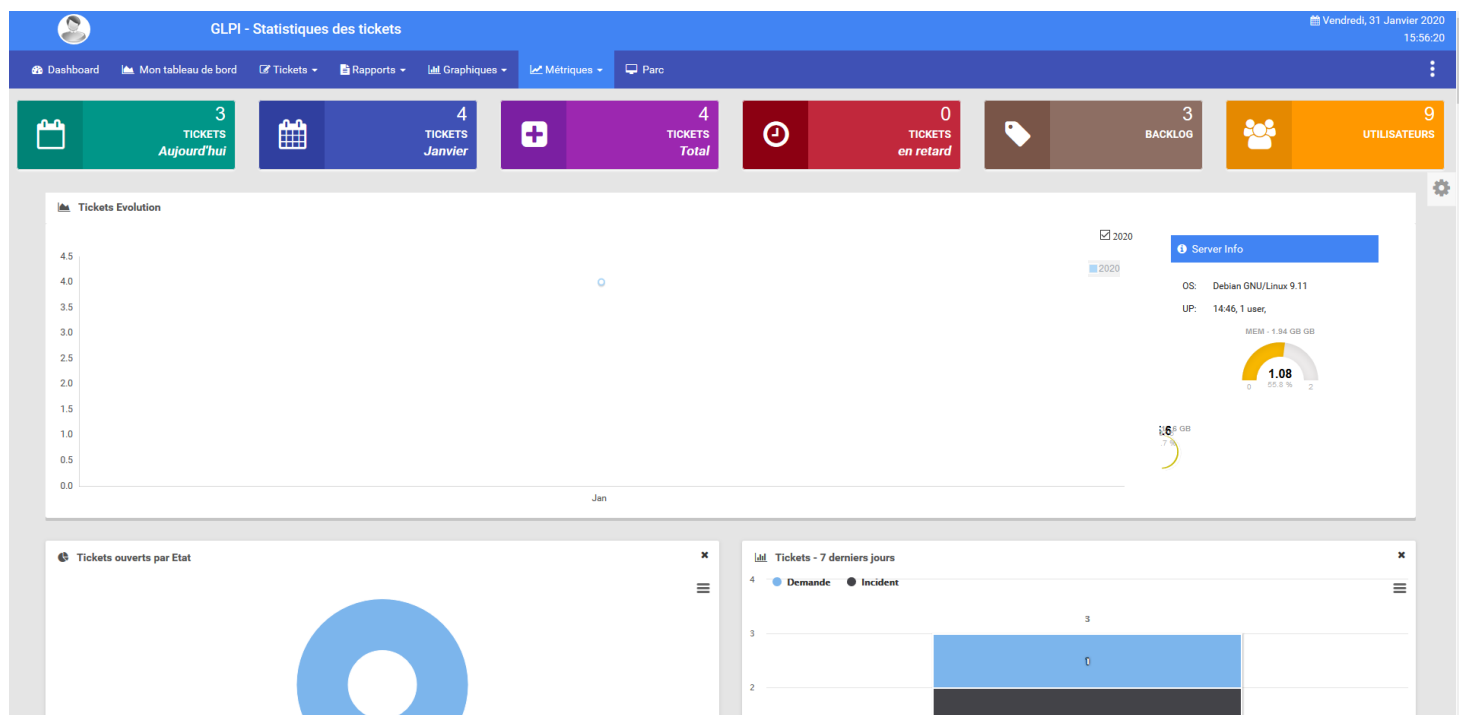 GLPI - Statistiques des tickets
Vendredi, 31 Janvier 2020
15:56:20
Dashboard
Mon tableau de bord
Tickets
Rapports
Graphiques
Métriques
Parc
3
TICKETS
Aujourd'hui
4
TICKETS
Janvier
4
TICKETS
Total
0
TICKETS
en retard
3
BACKLOG
9
UTILISATEURS
Tickets Evolution
2020
2020
4.5
4.0
3.5
3.0
2.5
2.0
1.5
1.0
0.5
0.0
Jan
Server Info
OS: Debian GNU/Linux 9.11
UP: 14:46, 1 user,
MEM - 1.94 GB GB
1.08
55.8 %
0 2
GB
Tickets ouverts par Etat
Tickets - 7 derniers jours
Demande Incident
4
3
3
2